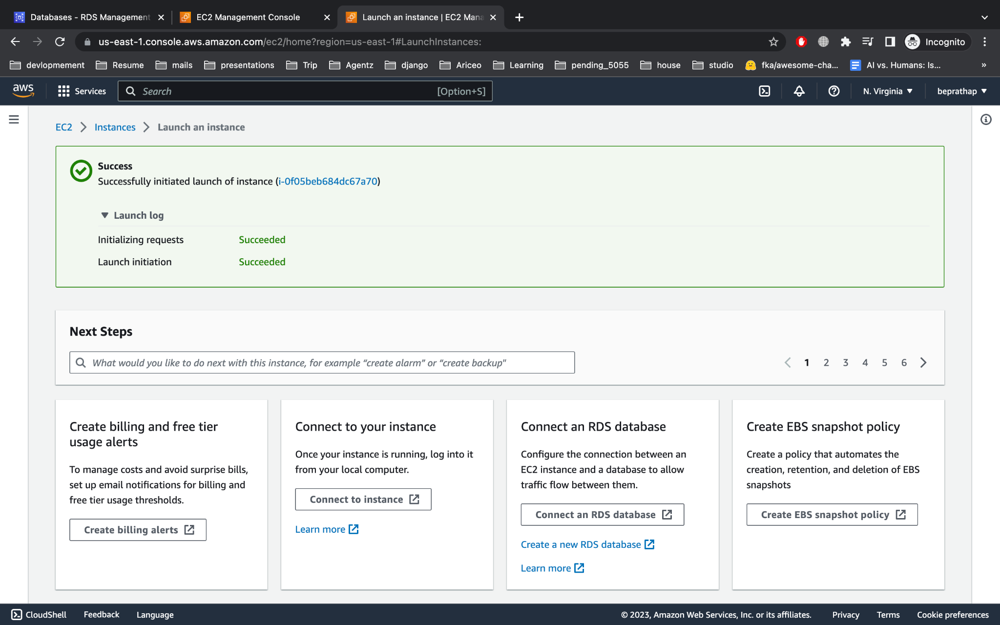 Databases - RDS Management
EC2 Management Console
Launch an instance | EC2 Mana
us-east-1.console.aws.amazon.com/ec2/home?region=us-east-1#LaunchInstances:
Incognito
devlopmement
Resume
mails
presentations
Trip
Agentz
django
Ariceo
Learning
pending_5055
house
studio
fka/awesome-cha...
AI vs. Humans: Is...
»
aws
Services
Search
[Option+S]
N. Virginia
beprathap
EC2
Instances
Launch an instance
Success
Successfully initiated launch of instance (i-0f05beb684dc67a70)
Launch log
Initializing requests Succeeded
Launch initiation Succeeded
Next Steps
What would you like to do next with this instance, for example “create alarm” or “create backup"
1 2 3 4 5 6
Create billing and free tier
usage alerts
To manage costs and avoid surprise bills,
set up email notifications for billing and
free tier usage thresholds.
Create billing alerts
Connect to your instance
Once your instance is running, log into it
from your local computer.
Connect to instance
Learn more
Connect an RDS database
Configure the connection between an
EC2 instance and a database to allow
traffic flow between them.
Connect an RDS database
Create a new RDS database
Learn more
Create EBS snapshot policy
Create a policy that automates the
creation, retention, and deletion of EBS
snapshots
Create EBS snapshot policy
CloudShell
Feedback
Language
© 2023, Amazon Web Services, Inc. or its affiliates.
Privacy
Terms
Cookie preferences